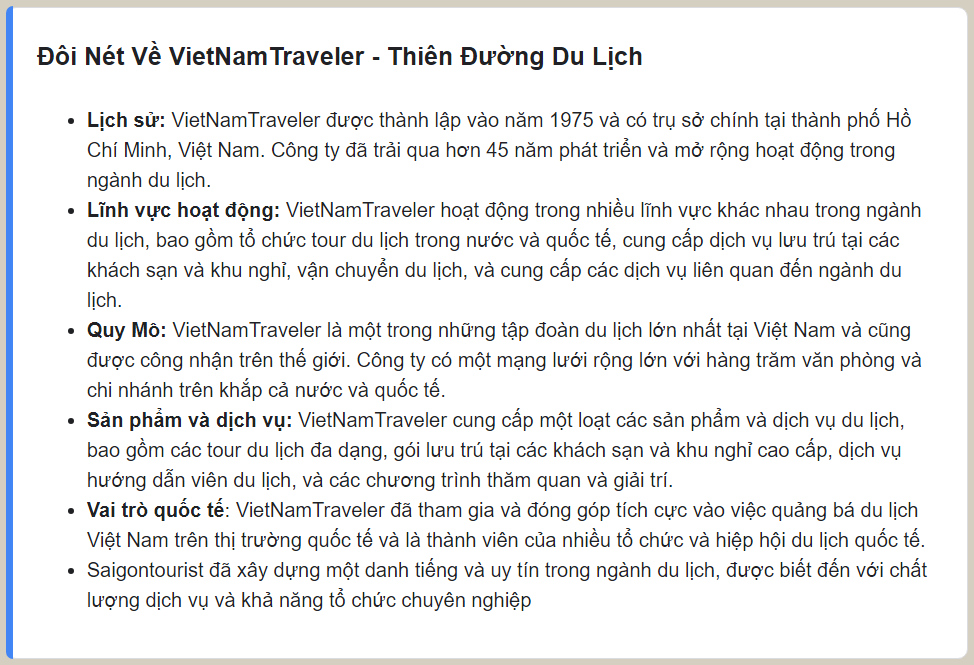 Đôi Nét Về VietNamTraveler - Thiên Đường Du Lịch
• Lịch sử: VietNamTraveler được thành lập vào năm 1975 và có trụ sở chính tại thành phố Hồ
Chí Minh, Việt Nam. Công ty đã trải qua hơn 45 năm phát triển và mở rộng hoạt động trong
ngành du lịch.
• Lĩnh vực hoạt động: VietNamTraveler hoạt động trong nhiều lĩnh vực khác nhau trong ngành
du lịch, bao gồm tổ chức tour du lịch trong nước và quốc tế, cung cấp dịch vụ lưu trú tại các
khách sạn và khu nghỉ, vận chuyển du lịch, và cung cấp các dịch vụ liên quan đến ngành du
lịch.
• Quy Mô: VietNamTraveler là một trong những tập đoàn du lịch lớn nhất tại Việt Nam và cũng
được công nhận trên thế giới. Công ty có một mạng lưới rộng lớn với hàng trăm văn phòng và
chi nhánh trên khắp cả nước và quốc tế.
• Sản phẩm và dịch vụ: VietNamTraveler cung cấp một loạt các sản phẩm và dịch vụ du lịch,
bao gồm các tour du lịch đa dạng, gói lưu trú tại các khách sạn và khu nghỉ cao cấp, dịch vụ
hướng dẫn viên du lịch, và các chương trình thăm quan và giải trí.
• Vai trò quốc tế: VietNamTraveler đã tham gia và đóng góp tích cực vào việc quảng bá du lịch
Việt Nam trên thị trường quốc tế và là thành viên của nhiều tổ chức và hiệp hội du lịch quốc tế.
• Saigontourist đã xây dựng một danh tiếng và uy tín trong ngành du lịch, được biết đến với chất
lượng dịch vụ và khả năng tổ chức chuyên nghiệp